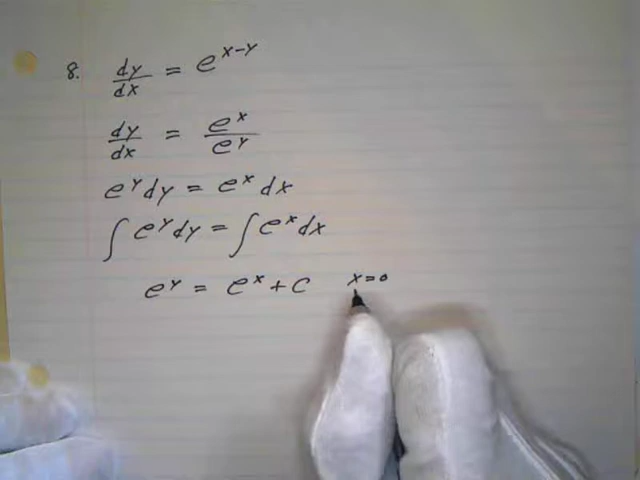 8. dy/dx = e^(x-y)
dy/dx = e^x/e^y
e^y dy = e^x dx
∫ e^y dy = ∫ e^x dx
e^y = e^x + C x=0